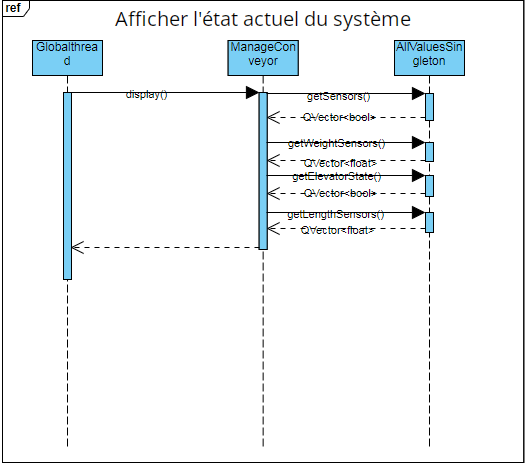 ref
Afficher l'état actuel du système
Globalthrea
d
ManageCon
veyor
AllValuesSin
gleton
display()
getSensors()
QVector<bool>
getWeightSensors()
QVector<float>
getElevatorState()
QVector<bool>
getLengthSensors()
QVector<float>